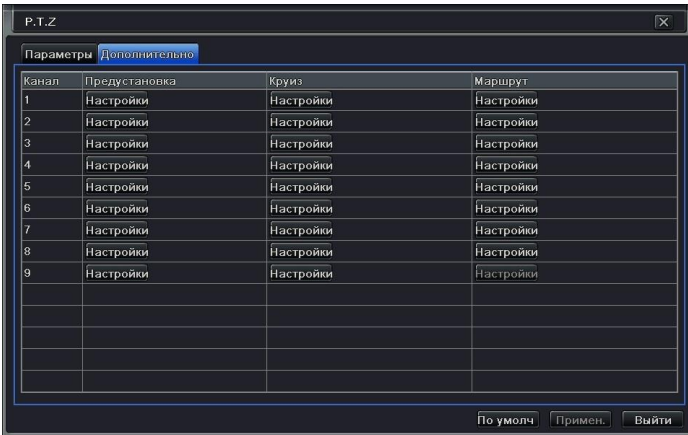 P.T.Z
Параметры Дополнительно
Канал Предустановка Круиз Маршрут
1 Настройки Настройки Настройки
2 Настройки Настройки Настройки
3 Настройки Настройки Настройки
4 Настройки Настройки Настройки
5 Настройки Настройки Настройки
6 Настройки Настройки Настройки
7 Настройки Настройки Настройки
8 Настройки Настройки Настройки
9 Настройки Настройки Настройки
По умолч Примен. Выйти